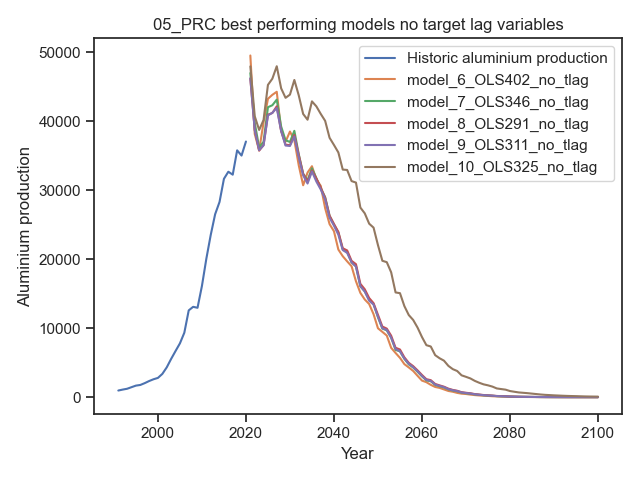 05_PRC best performing models no target lag variables
Aluminium production
50000
40000
30000
20000
10000
0
Historic aluminium production
model_6_OLS402_no_tlag
model_7_OLS346_no_tlag
model_8_OLS291_no_tlag
model_9_OLS311_no_tlag
model_10_OLS325_no_tlag
2000
2020
2040
2060
2080
2100
Year